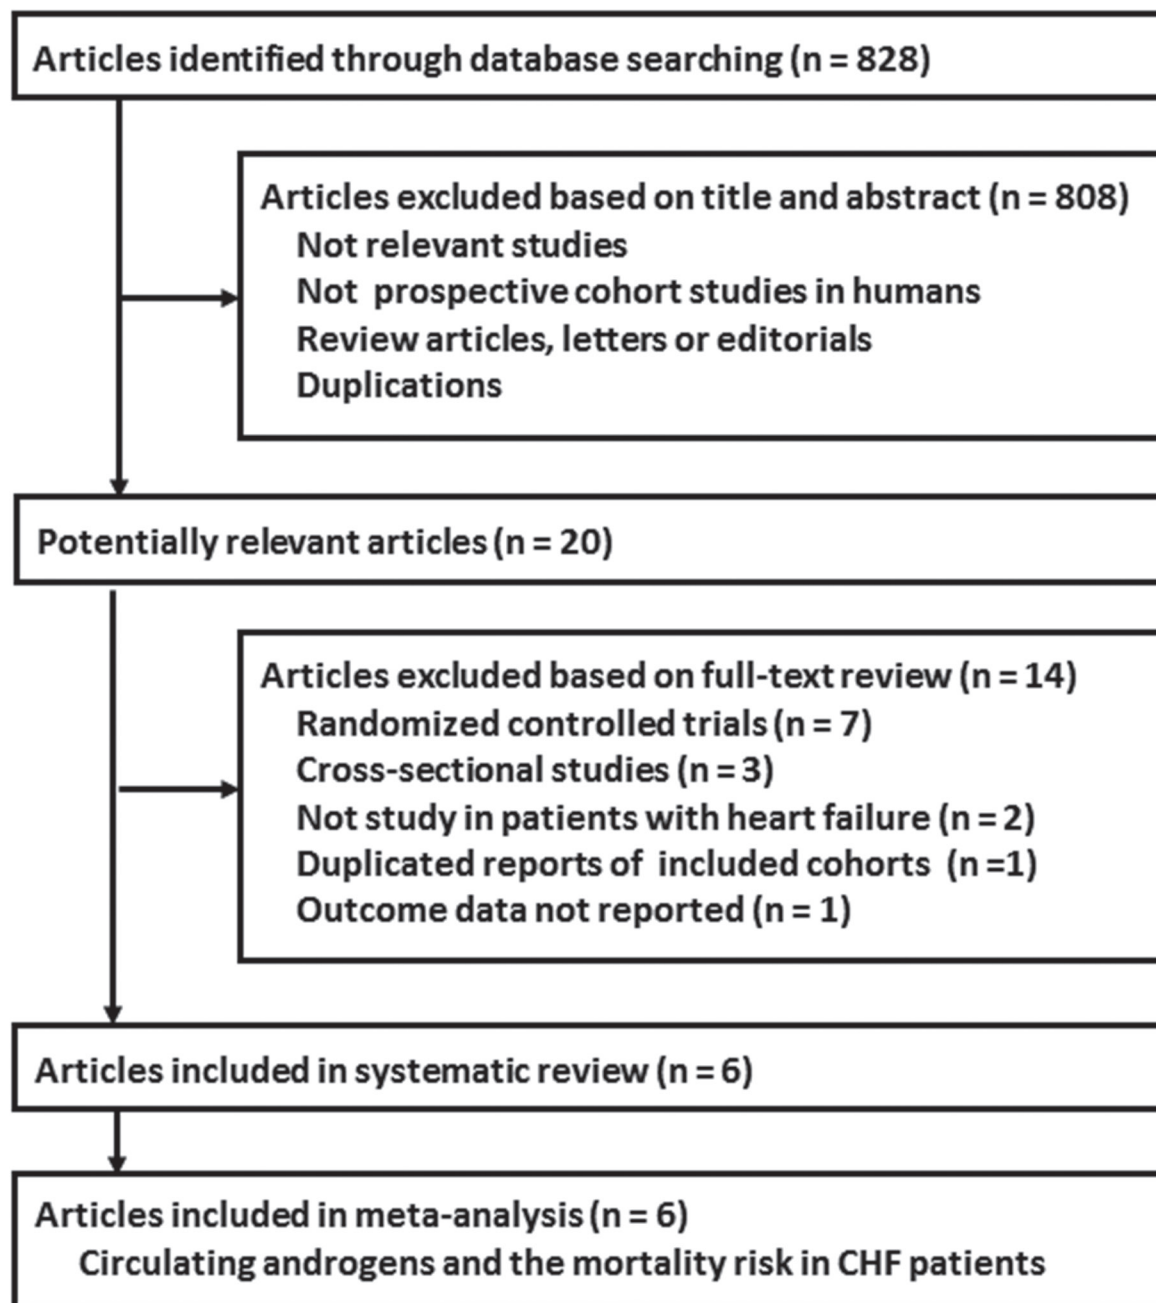 Articles identified through database searching (n = 828)
Articles excluded based on title and abstract (n = 808)
Not relevant studies
Not prospective cohort studies in humans
Review articles, letters or editorials
Duplications
Potentially relevant articles (n = 20)
Articles excluded based on full-text review (n = 14)
Randomized controlled trials (n = 7)
Cross-sectional studies (n = 3)
Not study in patients with heart failure (n = 2)
Duplicated reports of included cohorts (n =1)
Outcome data not reported (n = 1)
Articles included in systematic review (n = 6)
Articles included in meta-analysis (n = 6)
Circulating androgens and the mortality risk in CHF patients